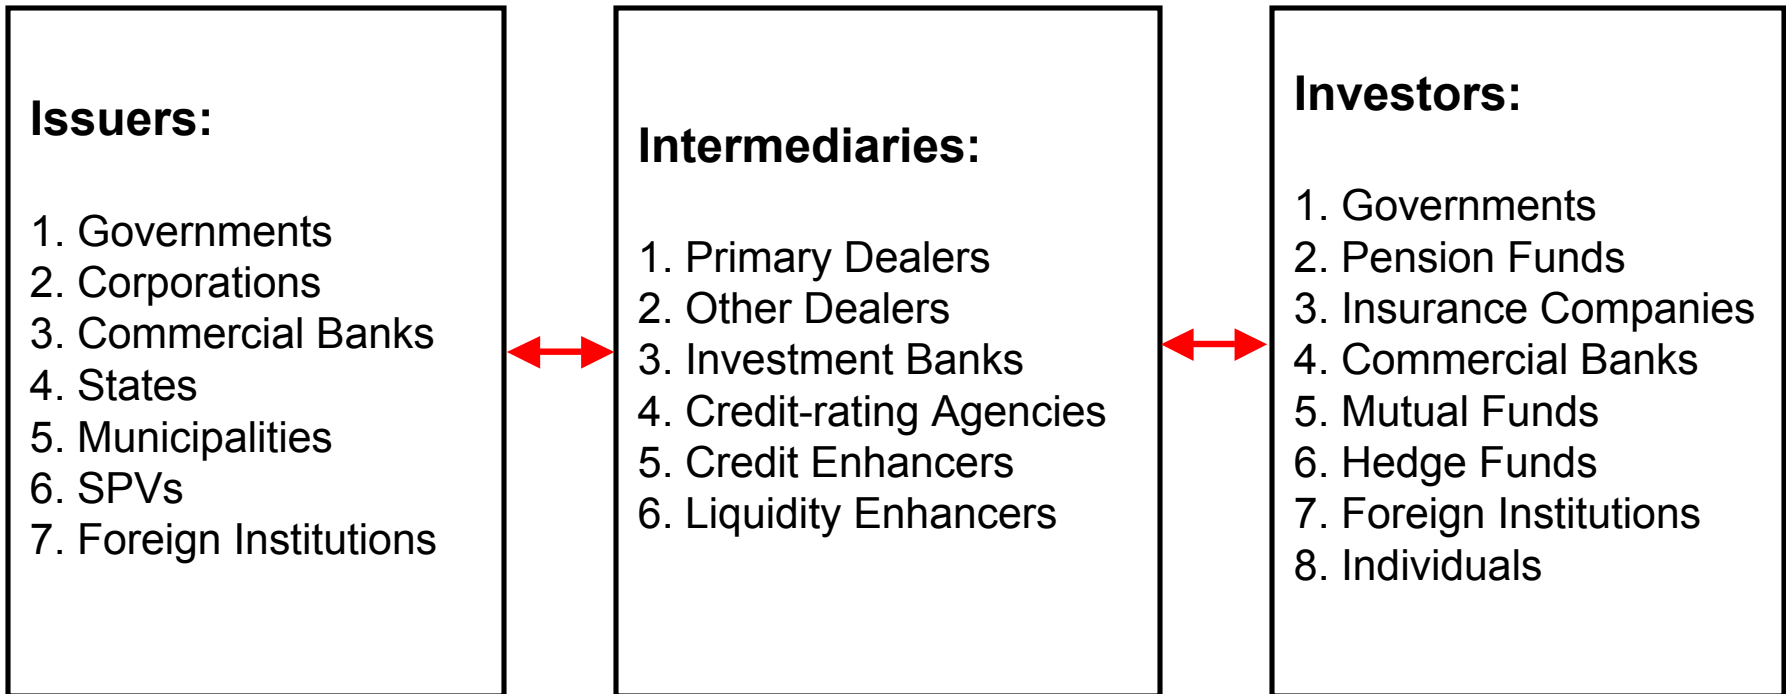 Issuers:
1. Governments
2. Corporations
3. Commercial Banks
4. States
5. Municipalities
6. SPVs
7. Foreign Institutions
Intermediaries:
1. Primary Dealers
2. Other Dealers
3. Investment Banks
4. Credit-rating Agencies
5. Credit Enhancers
6. Liquidity Enhancers
Investors:
1. Governments
2. Pension Funds
3. Insurance Companies
4. Commercial Banks
5. Mutual Funds
6. Hedge Funds
7. Foreign Institutions
8. Individuals